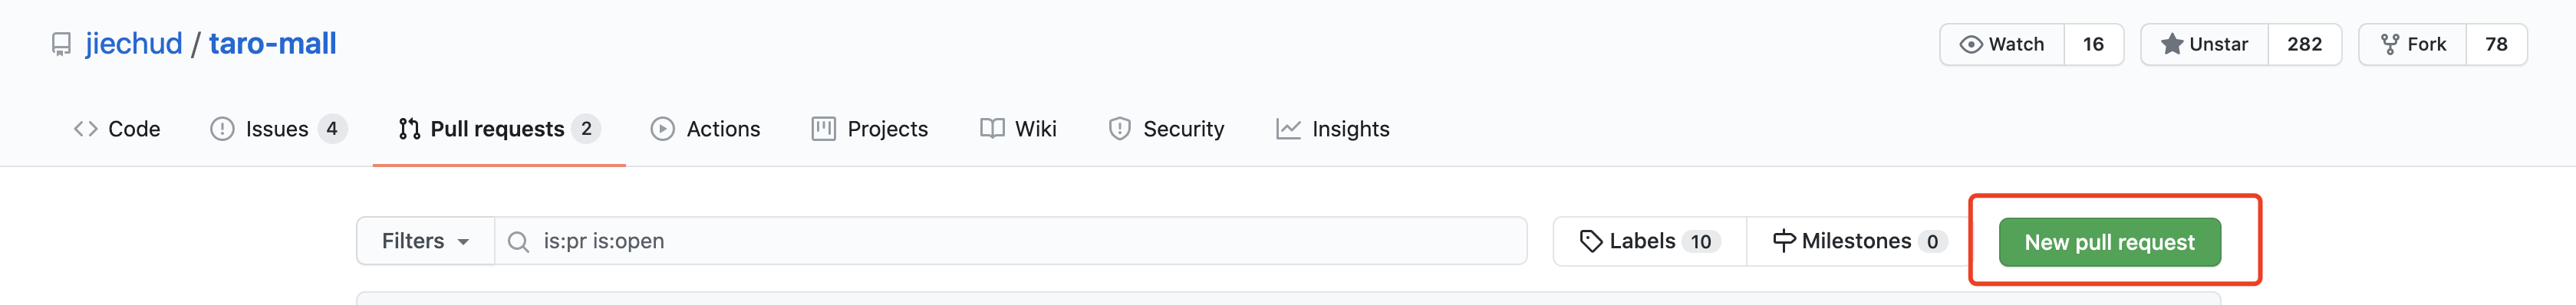 jiechud / taro-mall
Watch 16 Unstar 282 Fork 78
Code Issues 4 Pull requests 2 Actions Projects Wiki Security Insights
Filters is:pr is:open Labels 10 Milestones 0 New pull request